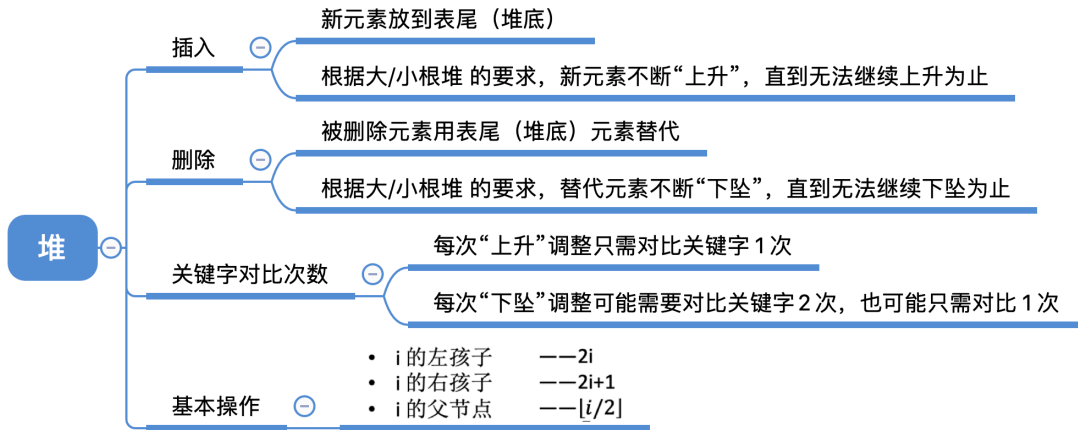 堆
插入
新元素放到表尾（堆底）
根据大/小根堆 的要求，新元素不断“上升”，直到无法继续上升为止
删除
被删除元素用表尾（堆底）元素替代
根据大/小根堆 的要求，替代元素不断“下坠”，直到无法继续下坠为止
关键字对比次数
每次“上升”调整只需对比关键字 1 次
每次“下坠”调整可能需要对比关键字 2 次，也可能只需对比 1 次
基本操作
• i 的左孩子 ——2i
• i 的右孩子 ——2i+1
• i 的父节点 ——⌊i/2⌋